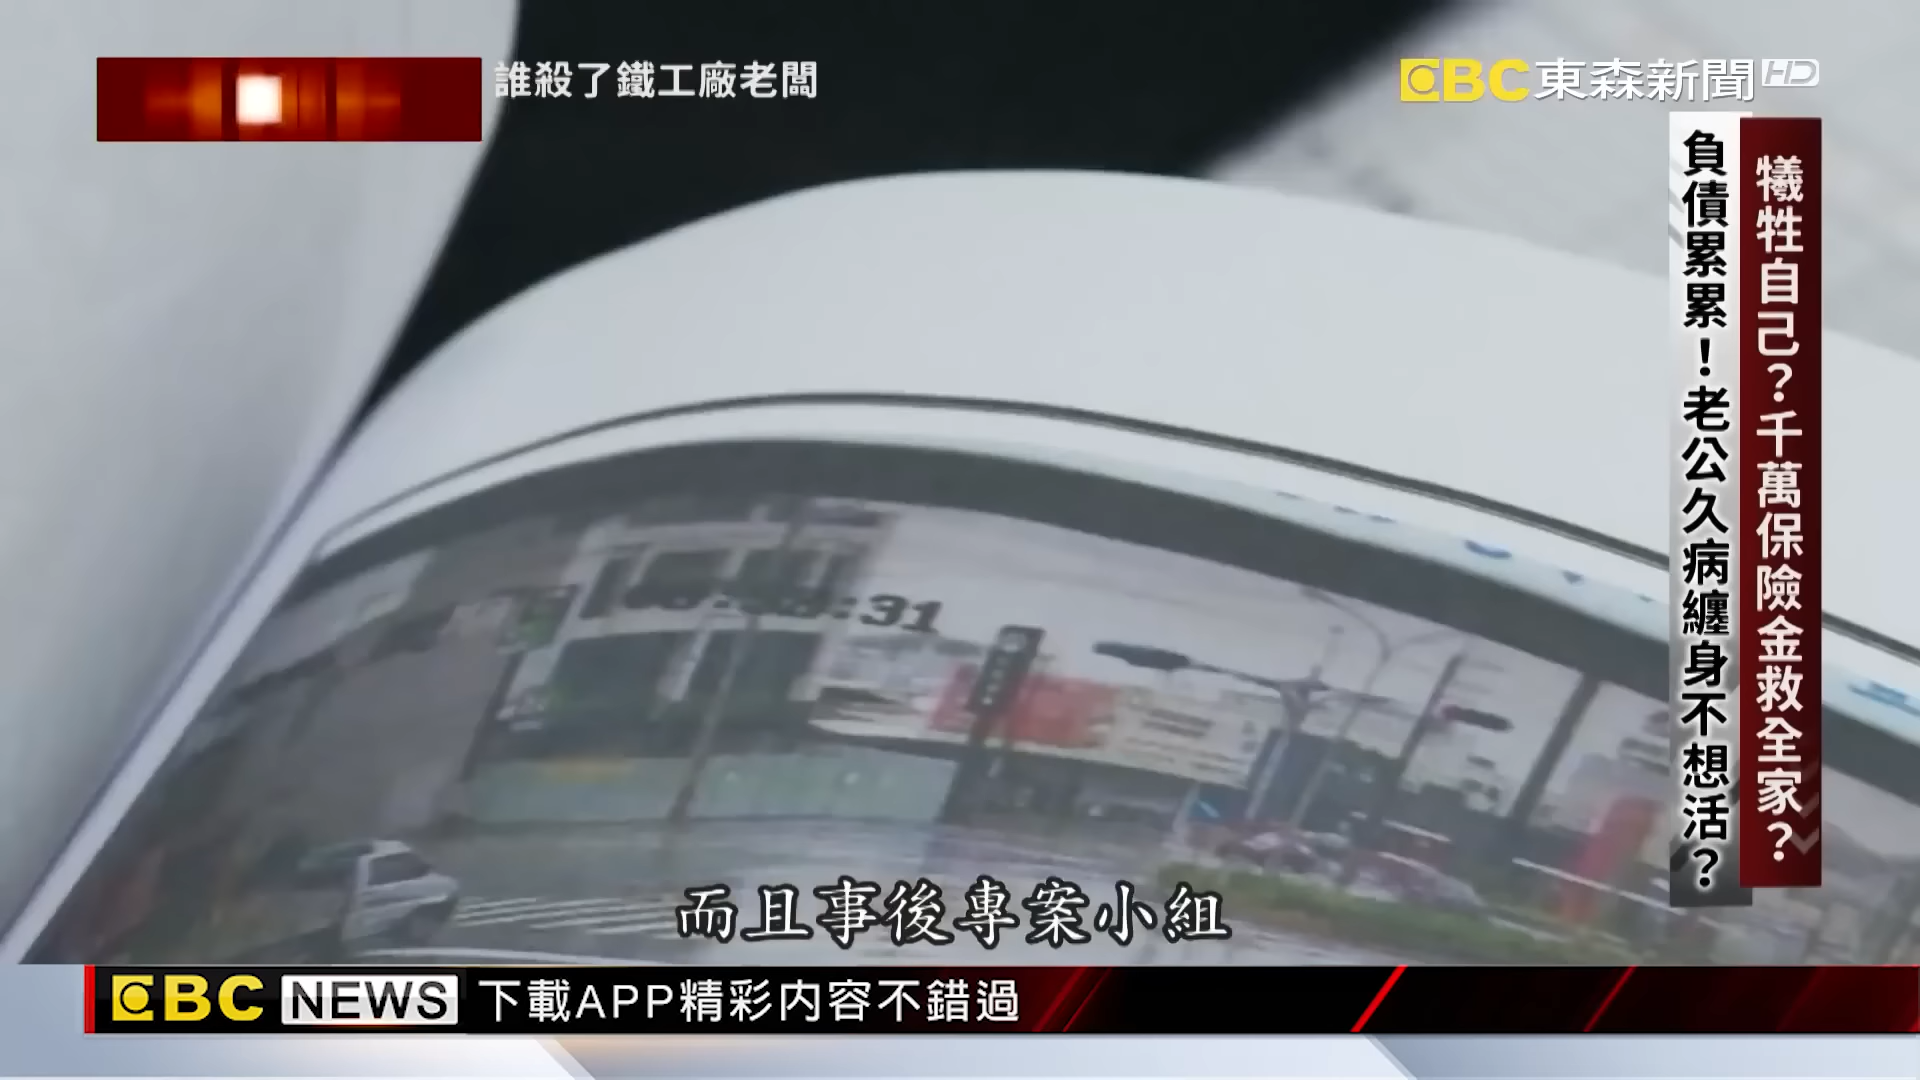 誰殺了鐵工廠老闆
EBC東森新聞HD
犧牲自己?千萬保險金救全家?
負債累累!老公久病纏身不想活?
:31
而且事後專案小組
EBC NEWS 下載APP精彩內容不錯過